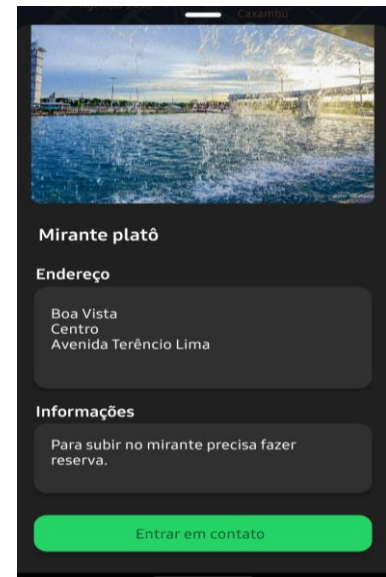 Caxambú
Mirante platô
Endereço
Boa Vista
Centro
Avenida Terêncio Lima
Informações
Para subir no mirante precisa fazer
reserva.
Entrar em contato